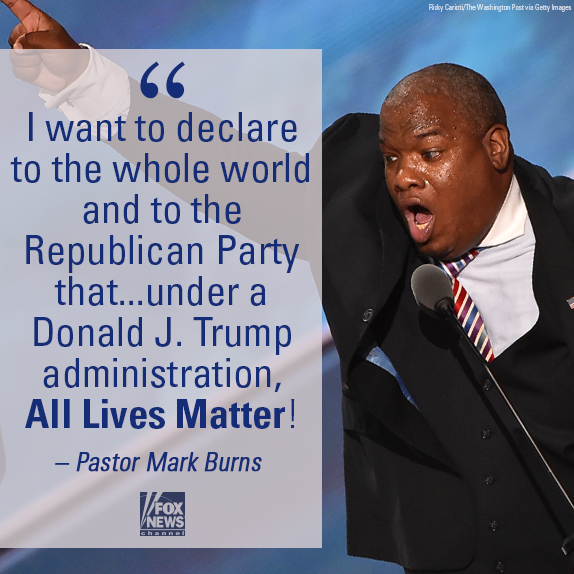 Ricky Carioti/The Washington Post via Getty Images
“
I want to declare
to the whole world
and to the
Republican Party
that...under a
Donald J. Trump
administration,
All Lives Matter!
– Pastor Mark Burns
FOX
NEWS
channel